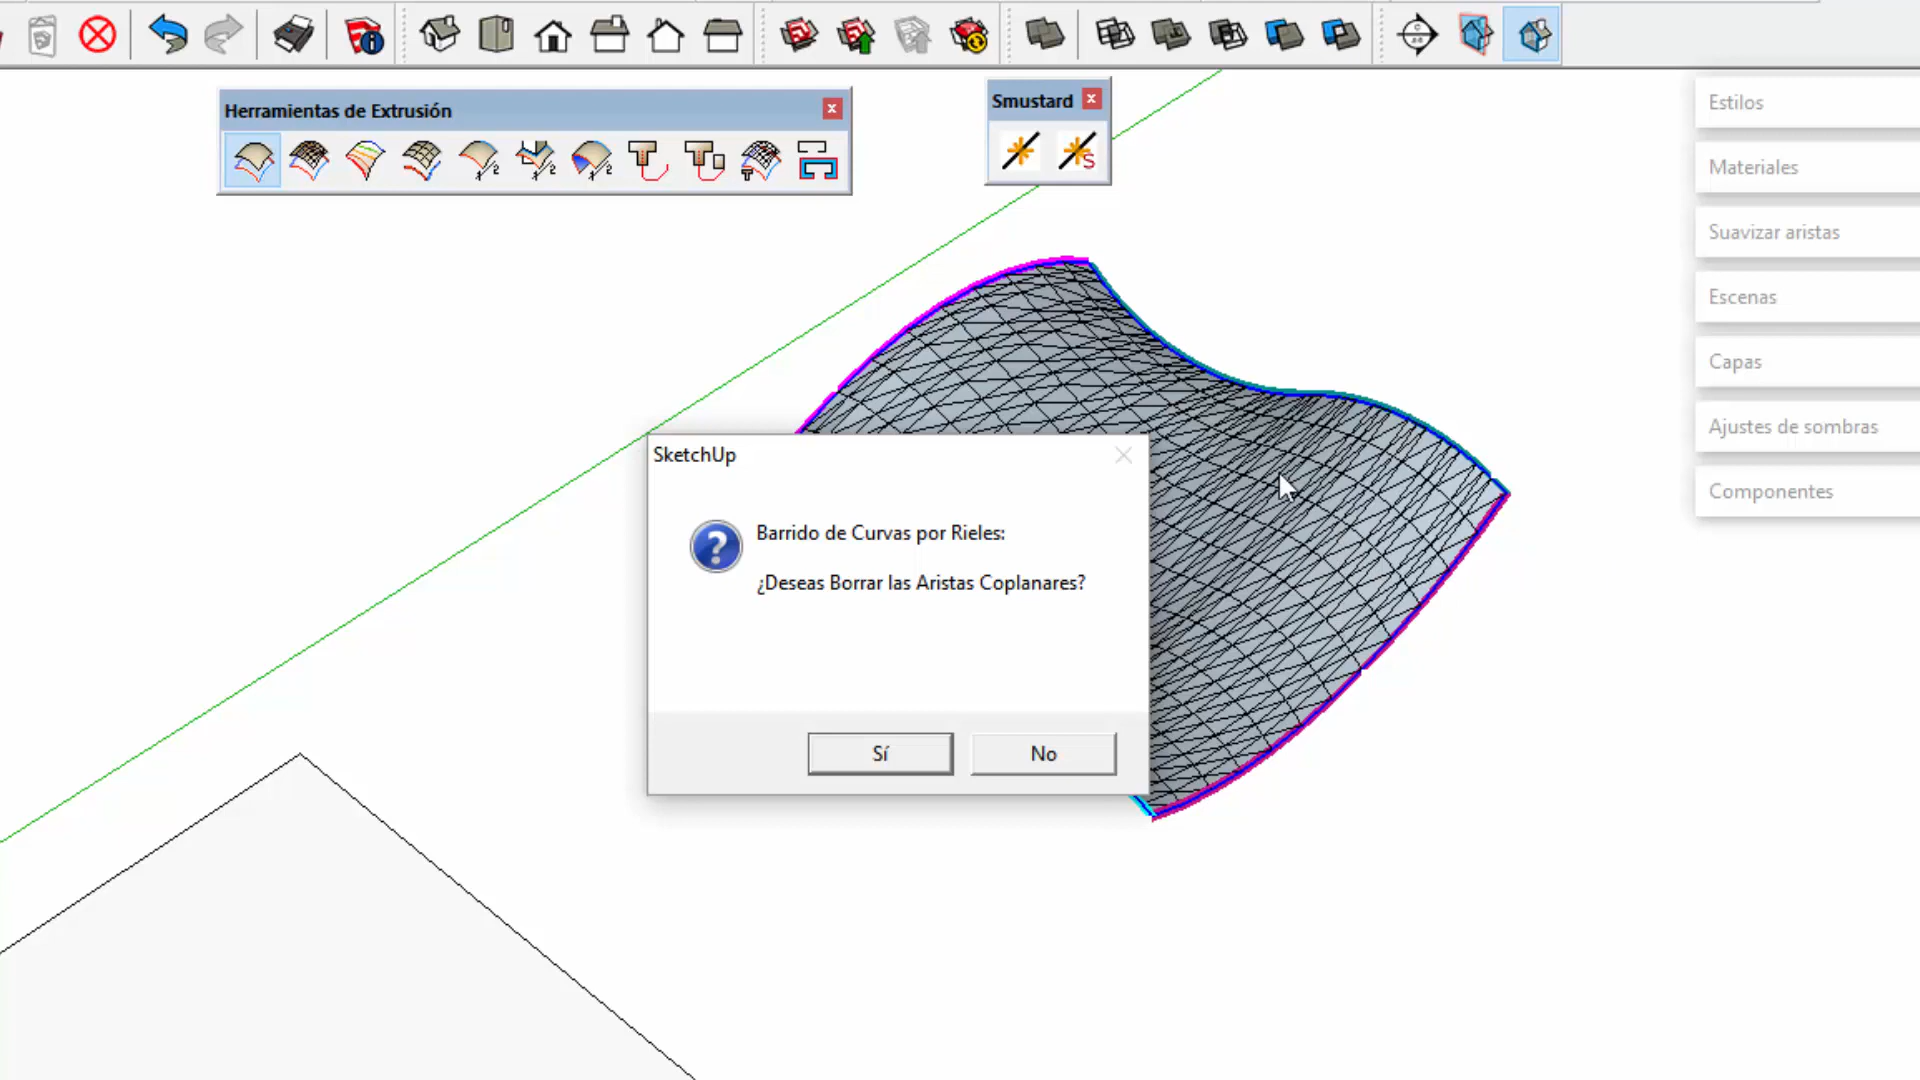 Herramientas de Extrusión
Smustard
Estilos
Materiales
Suavizar aristas
Escenas
Capas
Ajustes de sombras
Componentes
SketchUp
Barrido de Curvas por Rieles:
¿Deseas Borrar las Aristas Coplanares?
Sí
No